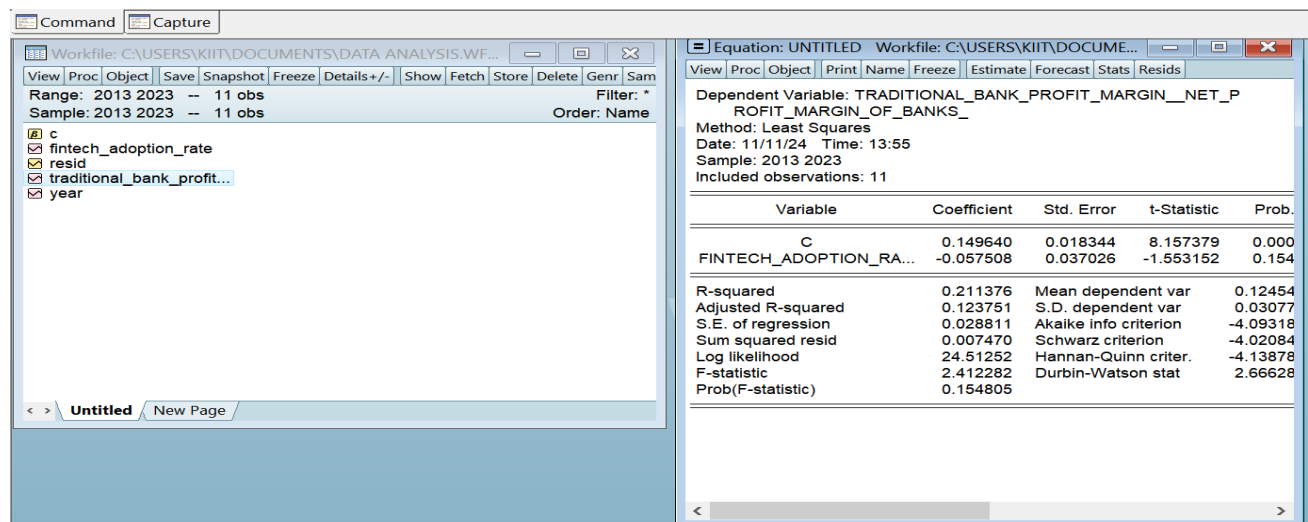 Command Capture
Workfile: C:\USERS\KIIT\DOCUMENTS\DATA ANALYSIS.WF...
View Proc Object Save Snapshot Freeze Details+/- Show Fetch Store Delete Genr Sam
Range: 2013 2023 -- 11 obs Filter: *
Sample: 2013 2023 -- 11 obs Order: Name
β c
fintech_adoption_rate
resid
traditional_bank_profit...
year
< > Untitled New Page
Equation: UNTITLED Workfile: C:\USERS\KIIT\DOCUME...
View Proc Object Print Name Freeze Estimate Forecast Stats Resids
Dependent Variable: TRADITIONAL_BANK_PROFIT_MARGIN__NET_P
ROFIT_MARGIN_OF_BANKS_
Method: Least Squares
Date: 11/11/24 Time: 13:55
Sample: 2013 2023
Included observations: 11
Variable Coefficient Std. Error t-Statistic Prob.
C 0.149640 0.018344 8.157379 0.000
FINTECH_ADOPTION_RA... -0.057508 0.037026 -1.553152 0.154
R-squared 0.211376 Mean dependent var 0.12454
Adjusted R-squared 0.123751 S.D. dependent var 0.03077
S.E. of regression 0.028811 Akaike info criterion -4.09318
Sum squared resid 0.007470 Schwarz criterion -4.02084
Log likelihood 24.51252 Hannan-Quinn criter. -4.13878
F-statistic 2.412282 Durbin-Watson stat 2.66628
Prob(F-statistic) 0.154805